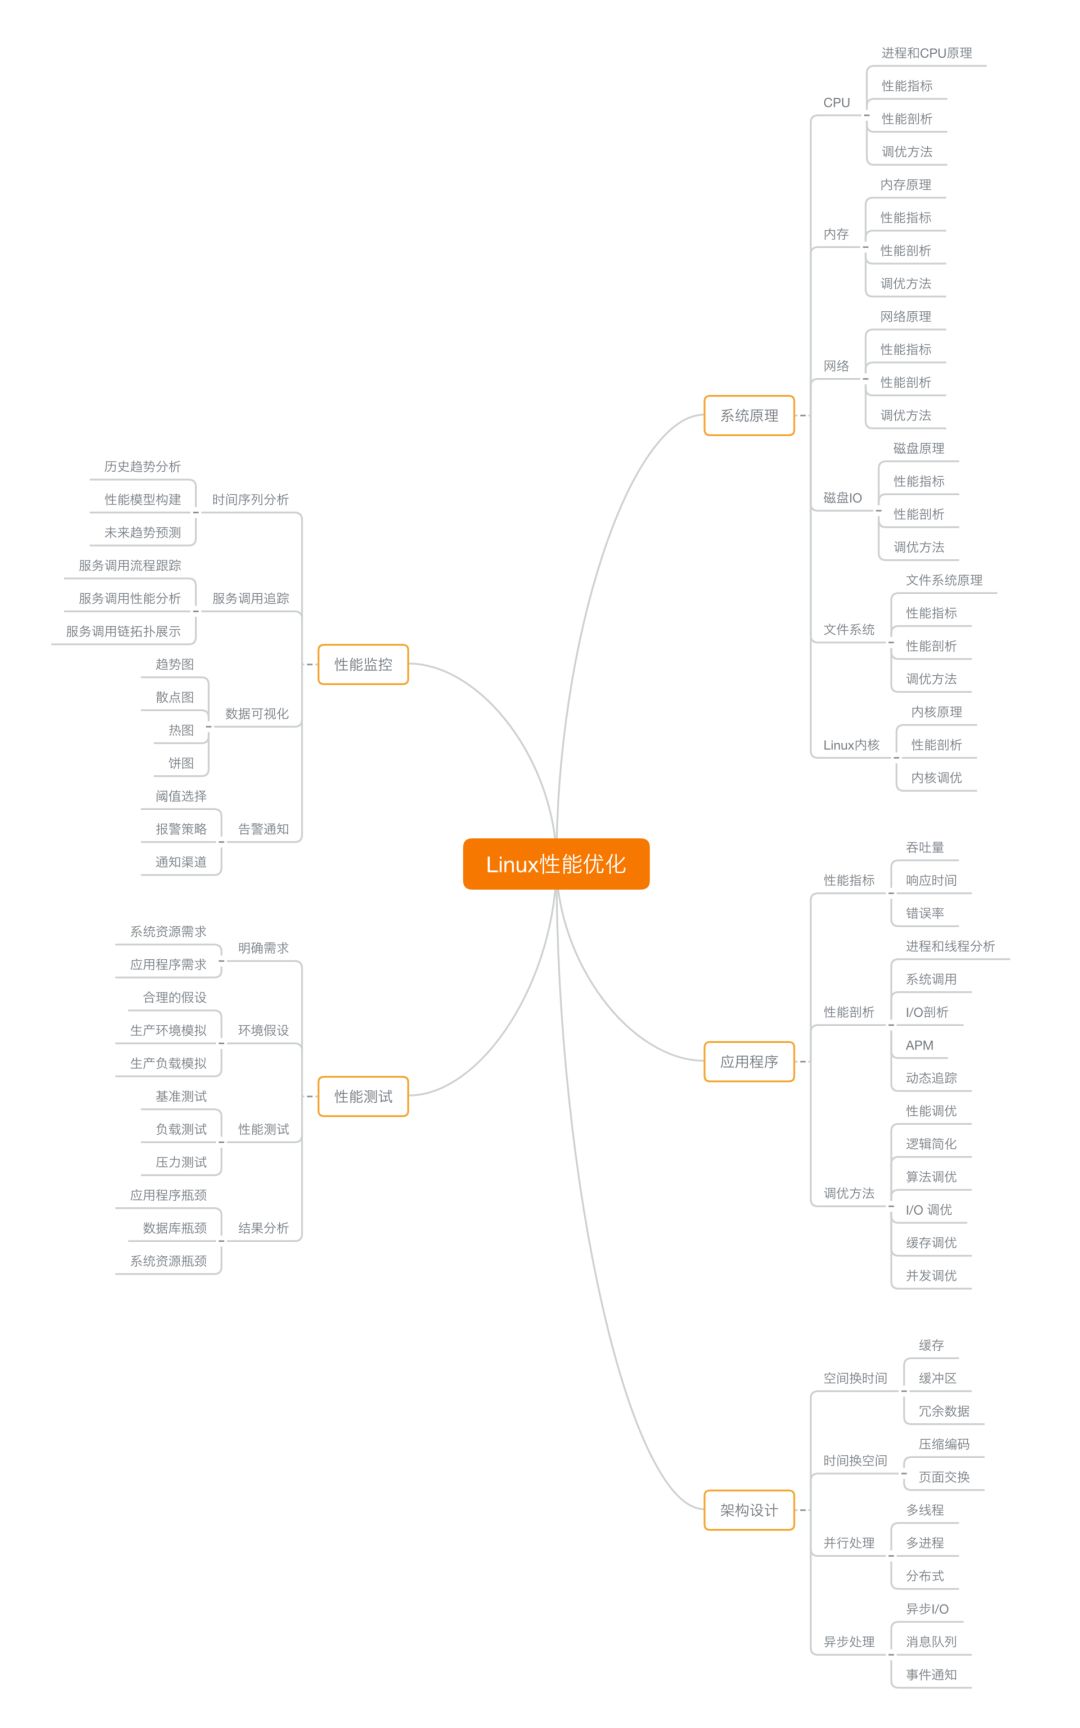 Linux性能优化
系统原理
CPU
进程和CPU原理
性能指标
性能剖析
调优方法
内存
内存原理
性能指标
性能剖析
调优方法
网络
网络原理
性能指标
性能剖析
调优方法
磁盘IO
磁盘原理
性能指标
性能剖析
调优方法
文件系统
文件系统原理
性能指标
性能剖析
调优方法
Linux内核
内核原理
性能剖析
内核调优
应用程序
性能指标
吞吐量
响应时间
错误率
性能剖析
进程和线程分析
系统调用
I/O剖析
APM
动态追踪
调优方法
性能调优
逻辑简化
算法调优
I/O 调优
缓存调优
并发调优
架构设计
空间换时间
缓存
缓冲区
冗余数据
时间换空间
压缩编码
页面交换
并行处理
多线程
多进程
分布式
异步处理
异步I/O
消息队列
事件通知
性能监控
时间序列分析
历史趋势分析
性能模型构建
未来趋势预测
服务调用追踪
服务调用流程跟踪
服务调用性能分析
服务调用链拓扑展示
数据可视化
趋势图
散点图
热图
饼图
告警通知
阈值选择
报警策略
通知渠道
性能测试
明确需求
系统资源需求
应用程序需求
环境假设
合理的假设
生产环境模拟
生产负载模拟
性能测试
基准测试
负载测试
压力测试
结果分析
应用程序瓶颈
数据库瓶颈
系统资源瓶颈